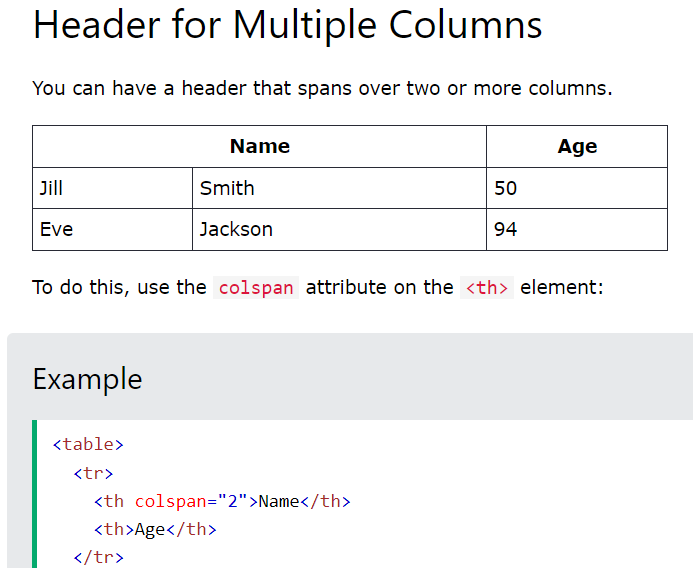 Header for Multiple Columns
You can have a header that spans over two or more columns.
Name Age
Jill Smith 50
Eve Jackson 94
To do this, use the colspan attribute on the <th> element:
Example
<table>
  <tr>
    <th colspan="2">Name</th>
    <th>Age</th>
  </tr>